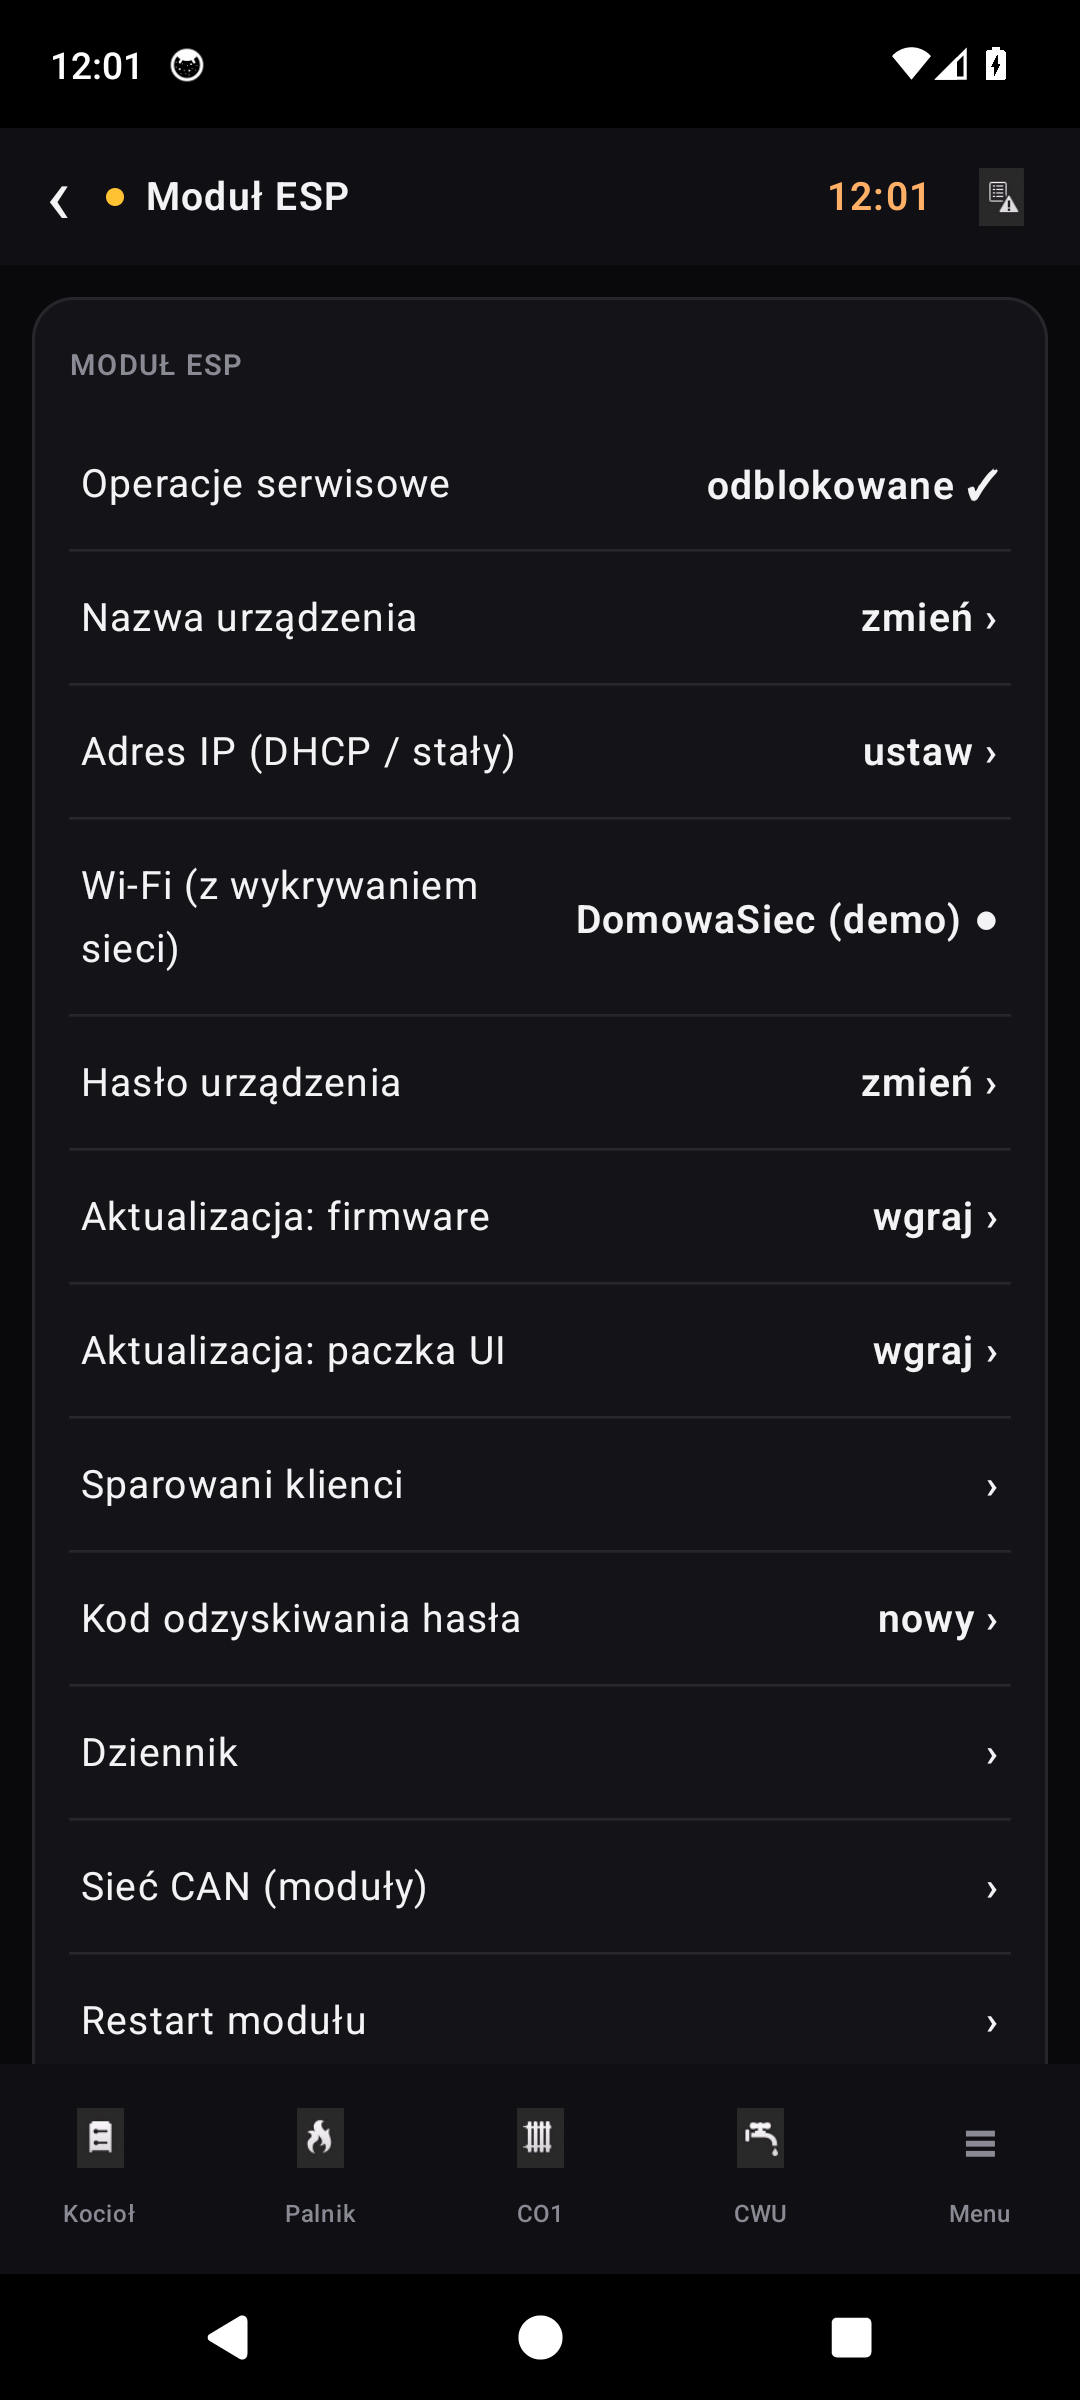 12:01
Moduł ESP
12:01
MODUŁ ESP
Operacje serwisowe
odblokowane ✓
Nazwa urządzenia
zmień ›
Adres IP (DHCP / stały)
ustaw ›
Wi-Fi (z wykrywaniem
sieci)
DomowaSiec (demo) ●
Hasło urządzenia
zmień ›
Aktualizacja: firmware
wgraj ›
Aktualizacja: paczka UI
wgraj ›
Sparowani klienci
›
Kod odzyskiwania hasła
nowy ›
Dziennik
›
Sieć CAN (moduły)
›
Restart modułu
›
Kocioł
Palnik
CO1
CWU
Menu